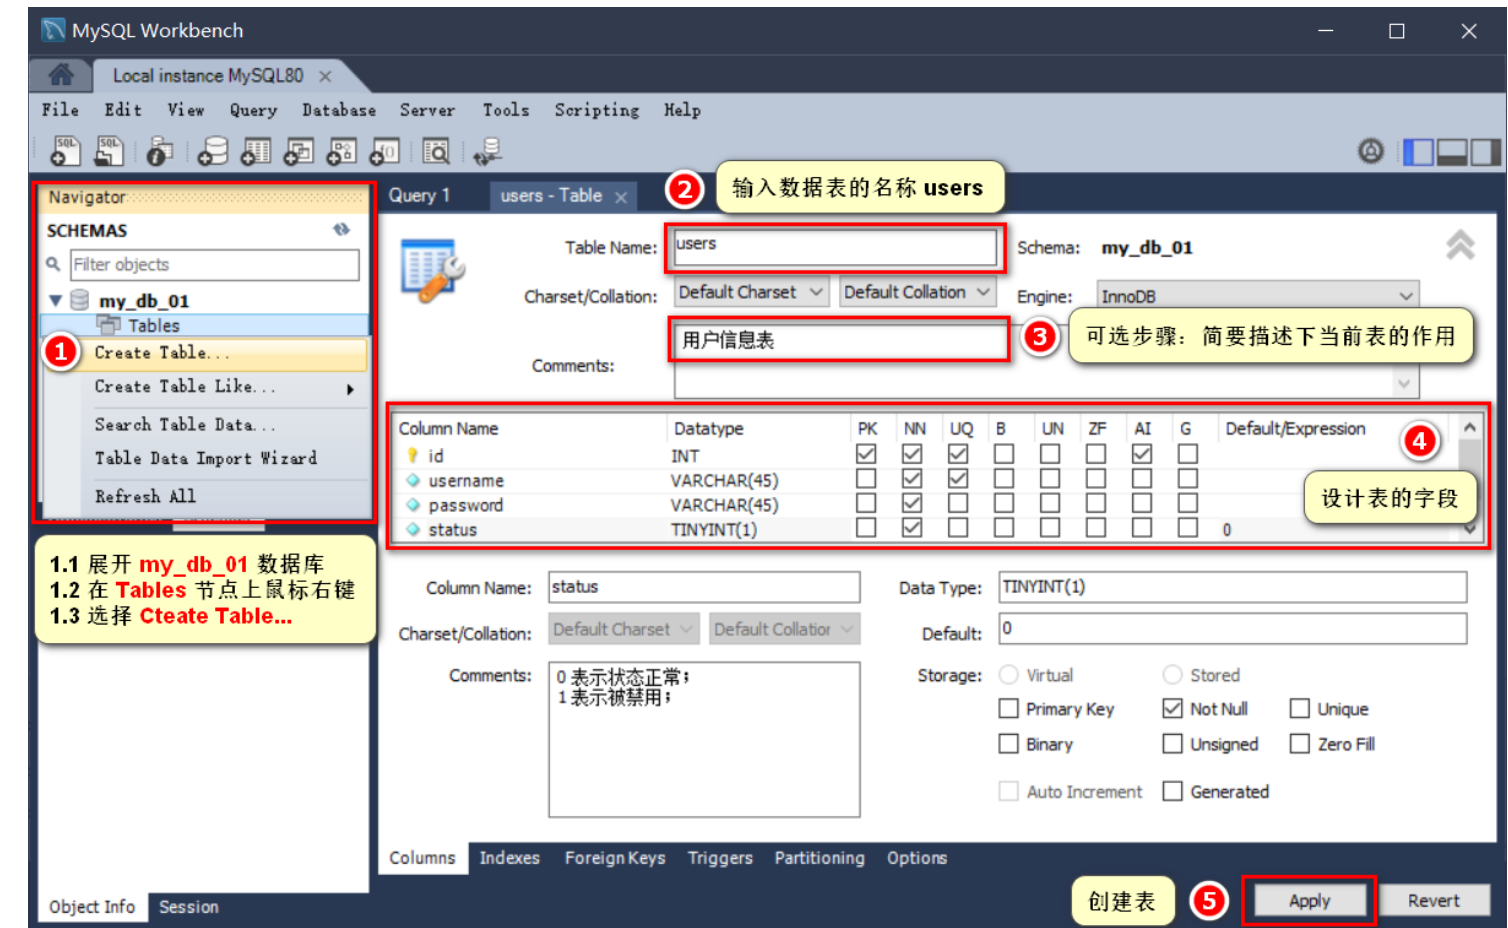 MySQL Workbench
Local instance MySQL80
File Edit View Query Database Server Tools Scripting Help
Navigator
SCHEMAS
Filter objects
my_db_01
Tables
1
Create Table...
Create Table Like...
Search Table Data...
Table Data Import Wizard
Refresh All
1.1 展开 my_db_01 数据库
1.2 在 Tables 节点上鼠标右键
1.3 选择 Cteate Table...
Object Info Session
Query 1 users - Table
2 输入数据表的名称 users
Table Name: users Schema: my_db_01
Charset/Collation: Default Charset Default Collation Engine: InnoDB
Comments: 用户信息表
3 可选步骤：简要描述下当前表的作用
Column Name Datatype PK NN UQ B UN ZF AI G Default/Expression
id INT
username VARCHAR(45)
password VARCHAR(45)
status TINYINT(1) 0
4
设计表的字段
Column Name: status Data Type: TINYINT(1)
Charset/Collation: Default Charset Default Collation Default: 0
Comments: 0 表示状态正常；
1 表示被禁用；
Storage: Virtual Stored
Primary Key Not Null Unique
Binary Unsigned Zero Fill
Auto Increment Generated
Columns Indexes Foreign Keys Triggers Partitioning Options
创建表 5 Apply Revert